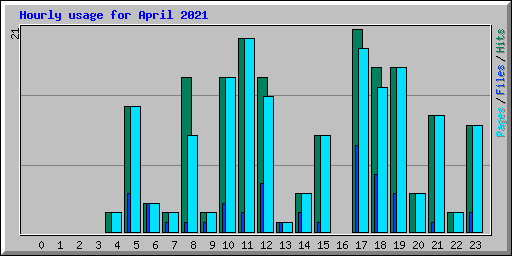 Hourly usage for April 2021
21
Pages/Files/Hits
0 1 2 3 4 5 6 7 8 9 10 11 12 13 14 15 16 17 18 19 20 21 22 23